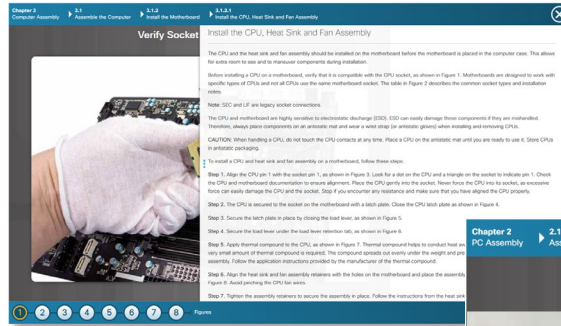 Chapter 2
Computer Assembly
2.1
Assemble the Computer
2.1.2
Install the Motherboard
2.1.2.1
Install the CPU, Heat Sink and Fan Assembly
Verify Socket
Install the CPU, Heat Sink and Fan Assembly
The CPU and the heat sink and fan assembly should be installed on the motherboard before the motherboard is placed in the computer case. This allows
for extra room to see and to maneuver components during installation.
Before installing a CPU on a motherboard, verify that it is compatible with the CPU socket, as shown in Figure 1. Motherboards are designed to work with
specific types of CPUs and not all CPUs use the same motherboard socket. The table in Figure 2 describes the common socket types and installation
notes.
Note: SEC and LIF are legacy socket connections.
The CPU and motherboard are highly sensitive to electrostatic discharge (ESD). ESD can easily damage these components if they are mishandled.
Therefore, always place components on an antistatic mat and wear a wrist strap (or antistatic gloves) when installing and removing CPUs.
CAUTION: When handling a CPU, do not touch the CPU contacts at any time. Place a CPU on the antistatic mat until you are ready to use it. Store CPUs
in antistatic packaging.
To install a CPU and heat sink and fan assembly on a motherboard, follow these steps:
Step 1. Align the CPU pin 1 with the socket pin 1, as shown in Figure 3. Look for a dot on the CPU and a triangle on the socket to indicate pin 1. Check
the CPU and motherboard documentation to ensure alignment. Place the CPU gently into the socket. Never force the CPU into its socket, as excessive
force can easily damage the CPU and the socket. Stop if you encounter any resistance and make sure that you have aligned the CPU properly.
Step 2. The CPU is secured to the socket on the motherboard with a latch plate. Close the CPU latch plate as shown in Figure 4.
Step 3. Secure the latch plate in place by closing the load lever, as shown in Figure 5.
Step 4. Secure the load lever under the load lever retention tab, as shown in Figure 6.
Step 5. Apply thermal compound to the CPU, as shown in Figure 7. Thermal compound helps to conduct heat aw
very small amount of thermal compound is required. The compound spreads out evenly under the weight and pre
assembly. Follow the application instructions provided by the manufacturer of the thermal compound.
Step 6. Align the heat sink and fan assembly retainers with the holes on the motherboard and place the assembly
Figure 8. Avoid pinching the CPU fan wires.
Step 7. Tighten the assembly retainers to secure the assembly in place. Follow the instructions from the heat sink
1 2 3 4 5 6 7 8 Figures
Chapter 2
PC Assembly
2.1
Ass